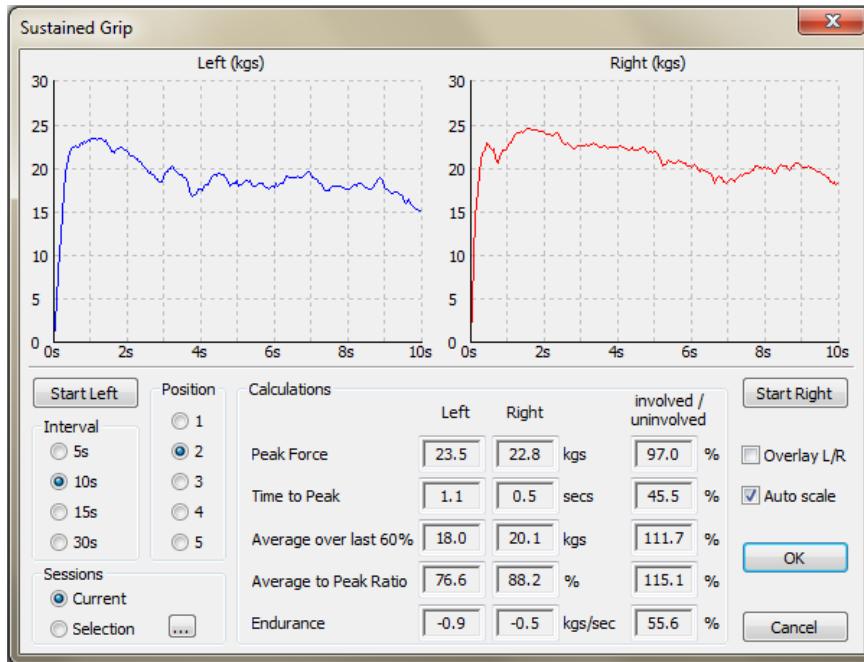 Sustained Grip
Left (kgs)
30
25
20
15
10
5
0
0s 2s 4s 6s 8s 10s
Right (kgs)
30
25
20
15
10
5
0
0s 2s 4s 6s 8s 10s
Start Left
Interval
5s
10s
15s
30s
Sessions
Current
Selection ...
Position
1
2
3
4
5
Calculations
Left Right involved / uninvolved
Peak Force 23.5 22.8 kgs 97.0 %
Time to Peak 1.1 0.5 secs 45.5 %
Average over last 60% 18.0 20.1 kgs 111.7 %
Average to Peak Ratio 76.6 88.2 % 115.1 %
Endurance -0.9 -0.5 kgs/sec 55.6 %
Start Right
Overlay L/R
Auto scale
OK
Cancel